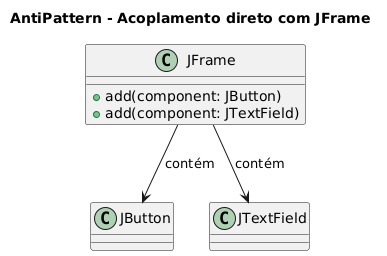 AntiPattern - Acoplamento direto com JFrame
C JFrame
add(component: JButton)
add(component: JTextField)
contém
contém
C JButton
C JTextField